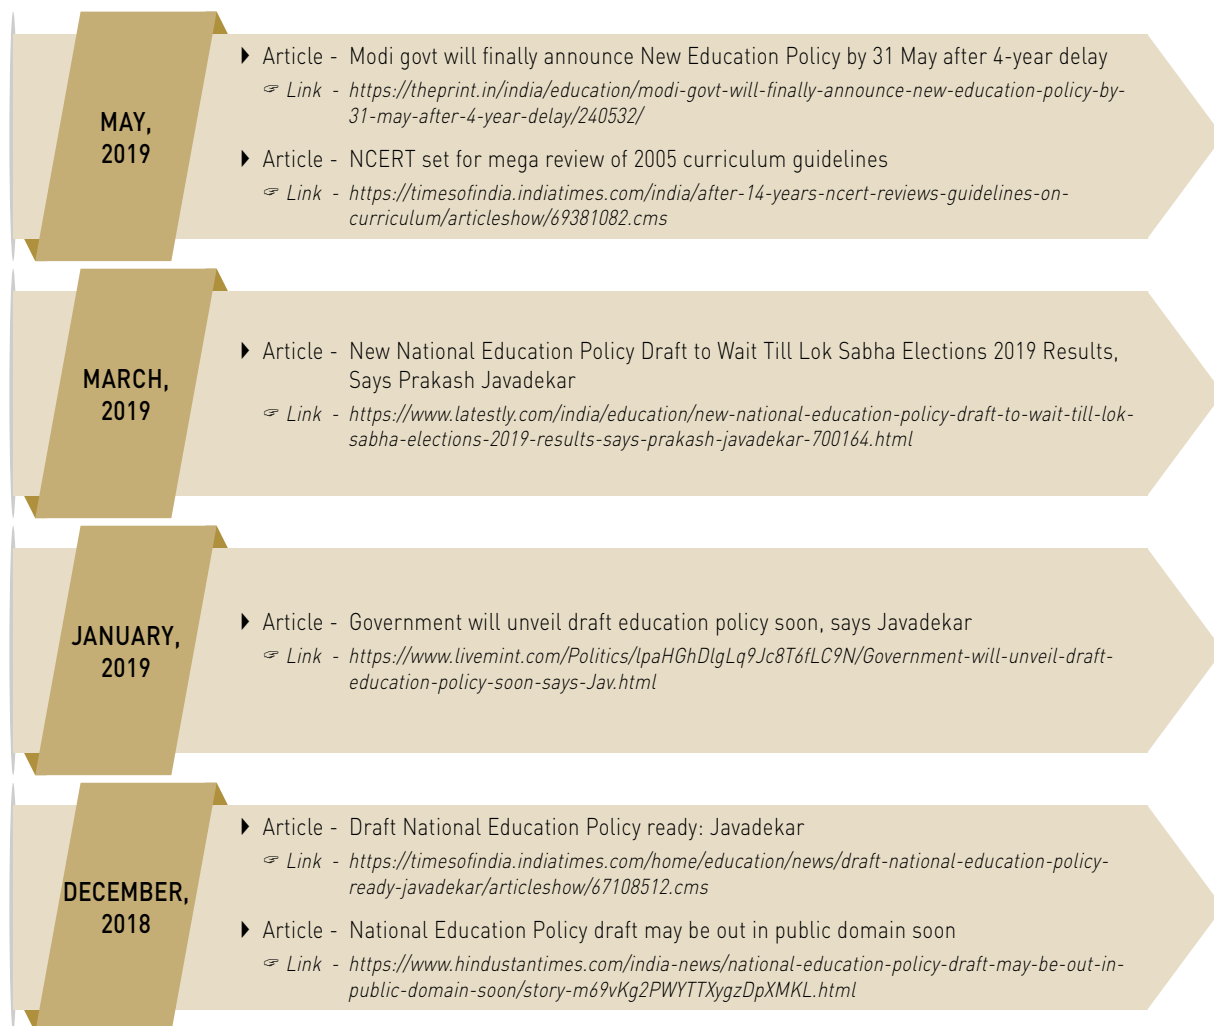 MAY,
2019
Article - Modi govt will finally announce New Education Policy by 31 May after 4-year delay
Link - https://theprint.in/india/education/modi-govt-will-finally-announce-new-education-policy-by-
31-may-after-4-year-delay/240532/
Article - NCERT set for mega review of 2005 curriculum guidelines
Link - https://timesofindia.indiatimes.com/india/after-14-years-ncert-reviews-guidelines-on-
curriculum/articleshow/69381082.cms
MARCH,
2019
Article - New National Education Policy Draft to Wait Till Lok Sabha Elections 2019 Results,
Says Prakash Javadekar
Link - https://www.latestly.com/india/education/new-national-education-policy-draft-to-wait-till-lok-
sabha-elections-2019-results-says-prakash-javadekar-700164.html
JANUARY,
2019
Article - Government will unveil draft education policy soon, says Javadekar
Link - https://www.livemint.com/Politics/lpaHGhDlgLq9Jc8T6fLC9N/Government-will-unveil-draft-
education-policy-soon-says-Jav.html
DECEMBER,
2018
Article - Draft National Education Policy ready: Javadekar
Link - https://timesofindia.indiatimes.com/home/education/news/draft-national-education-policy-
ready-javadekar/articleshow/67108512.cms
Article - National Education Policy draft may be out in public domain soon
Link - https://www.hindustantimes.com/india-news/national-education-policy-draft-may-be-out-in-
public-domain-soon/story-m69vKg2PWYTTXygzDpXMKL.html